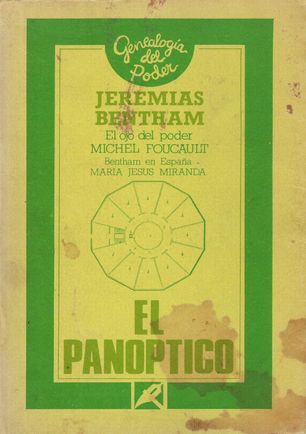 Genealogía
del
Poder
JEREMIAS
BENTHAM
El ojo del poder
MICHEL FOUCAULT
Bentham en España -
MARIA JESUS MIRANDA
EL
PANOPTICO